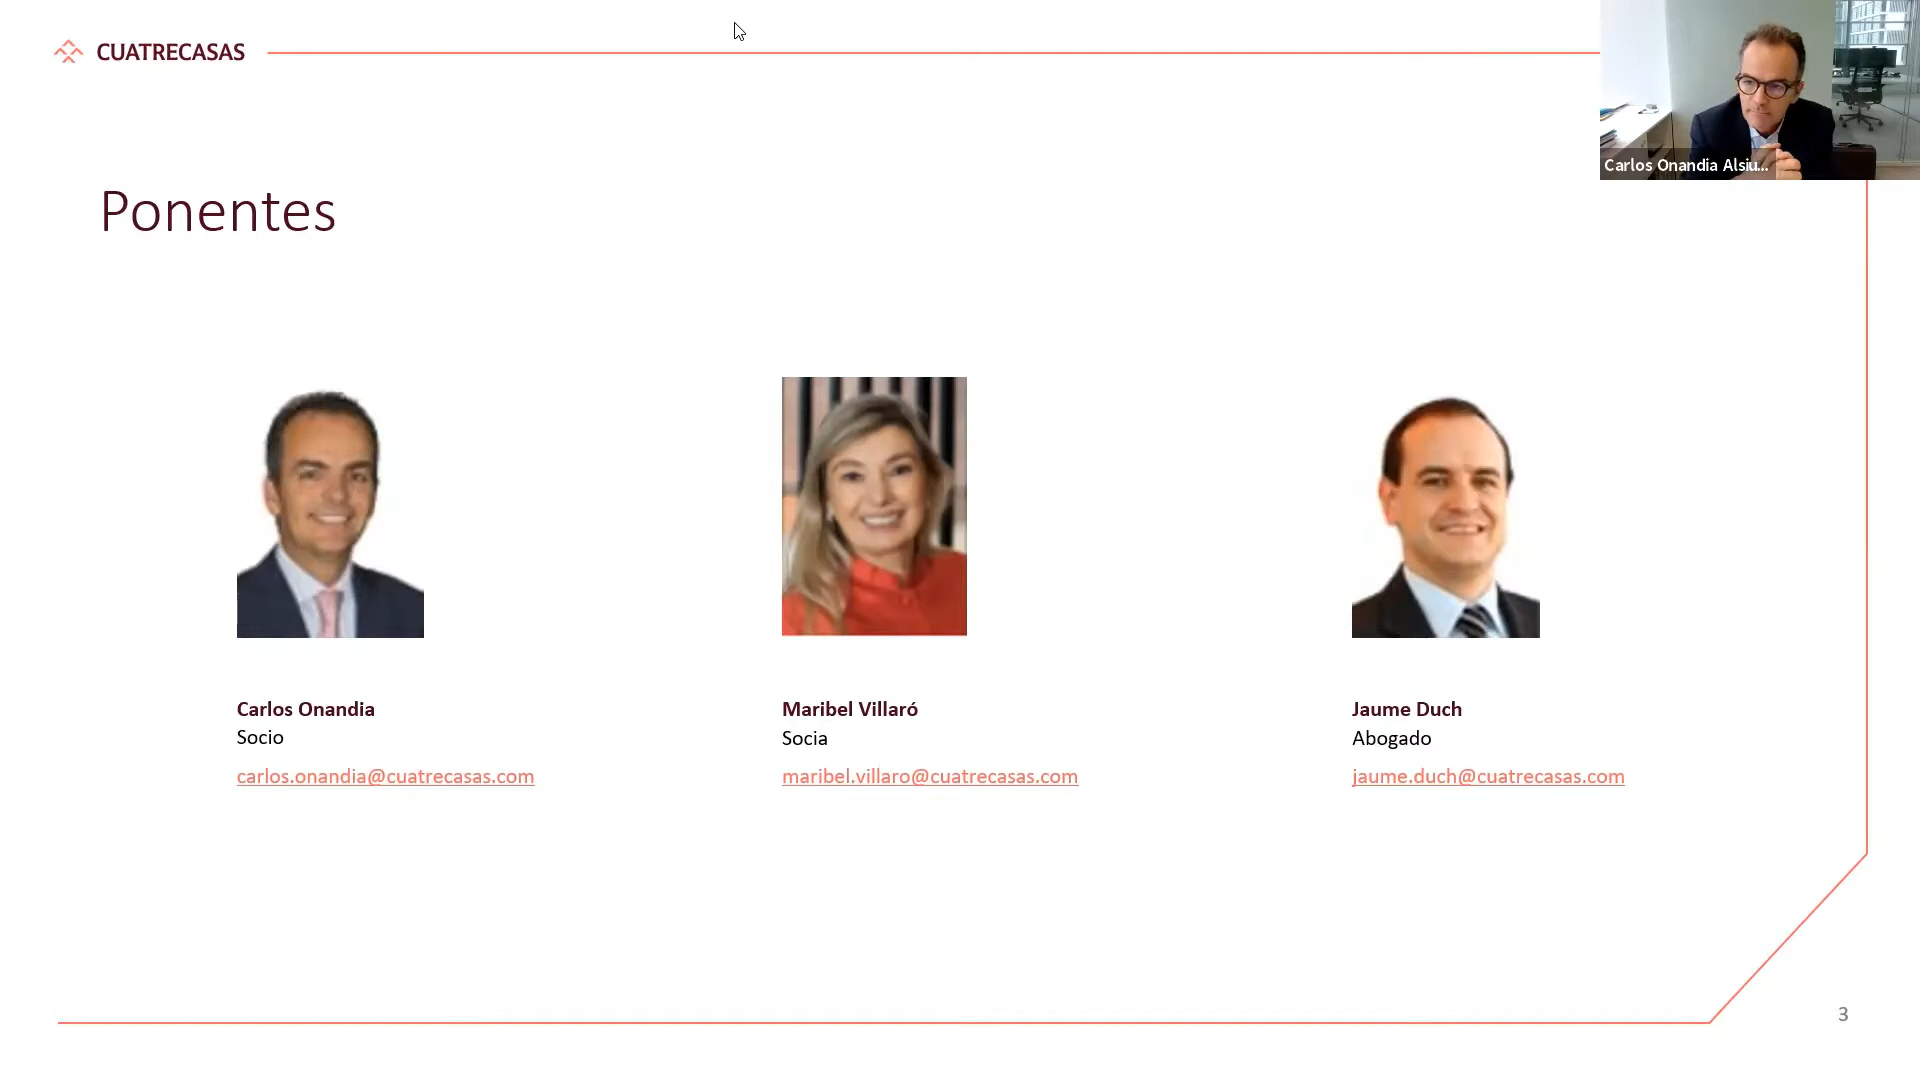 CUATRECASAS
Carlos Onandia Alsiu...
Ponentes
Carlos Onandia
Socio
carlos.onandia@cuatrecasas.com
Maribel Villaró
Socia
maribel.villaro@cuatrecasas.com
Jaume Duch
Abogado
jaume.duch@cuatrecasas.com
3